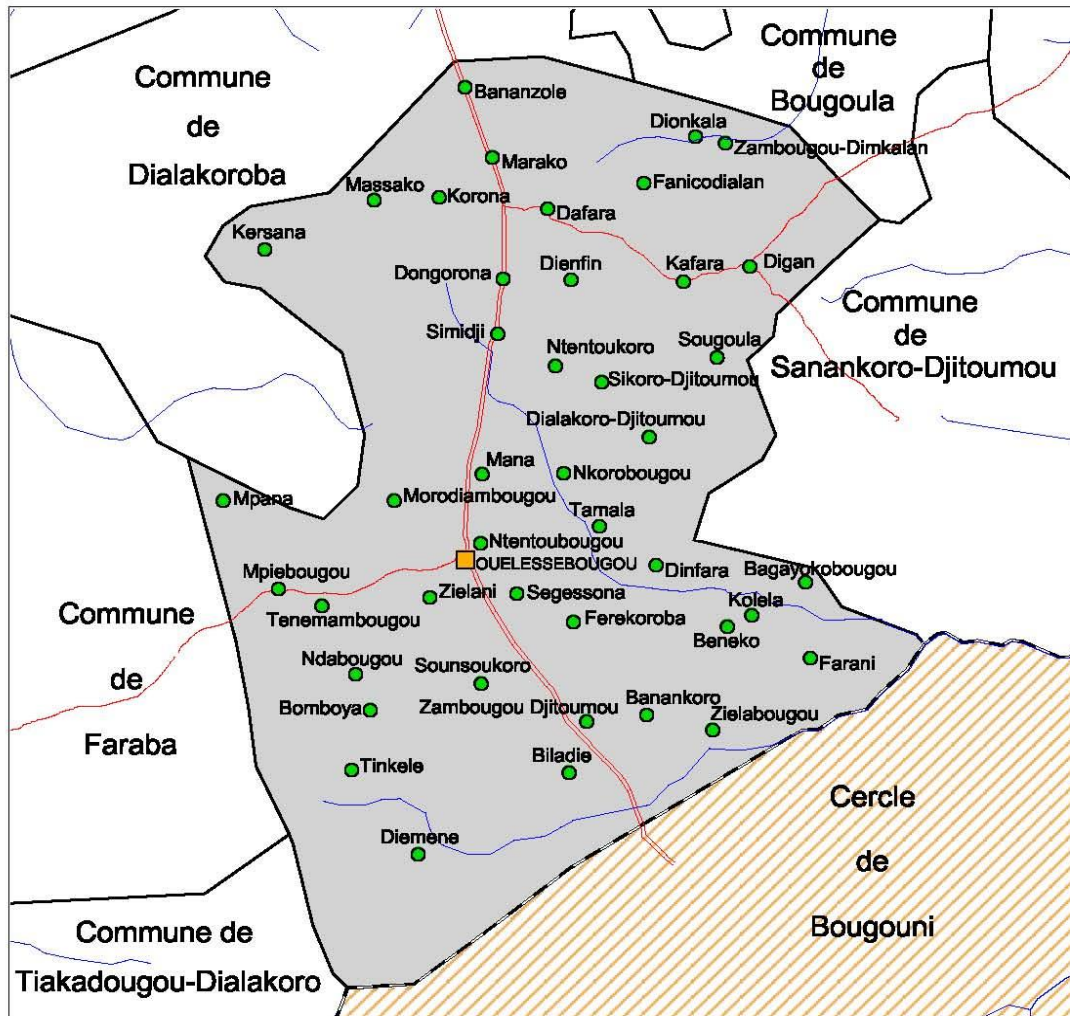 Commune
de
Dialakoroba
Commune
de
Bougoula
Bananzole
Dionkala
Zambougou-Dimkalan
Marako
Fanicodialan
Massako
Korona
Dafara
Kersana
Dongorona
Dienfin
Kafara
Digan
Commune
de
Sanankoro-Djitoumou
Simidji
Ntentoukoro
Sougoula
Sikoro-Djitoumou
Dialakoro-Djitoumou
Mana
Nkorobougou
Mpana
Morodiambougou
Tamala
Ntentoubougou
OUELESSEBOUGOU
Dinfara
Bagayokobougou
Mpiebougou
Zielani
Segessona
Kolela
Tenemambougou
Ferekoroba
Beneko
Commune
de
Faraba
Farani
Ndabougou
Sounsoukoro
Bomboya
Zambougou Djitoumou
Banankoro
Zielabougou
Tinkele
Biladie
Cercle
de
Bougouni
Diemene
Commune de
Tiakadougou-Dialakoro